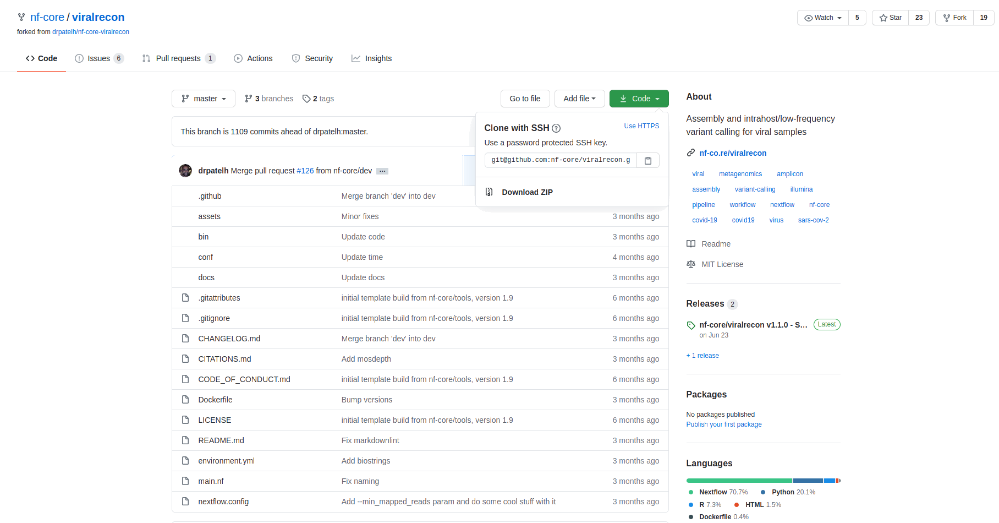 nf-core / viralrecon
forked from drpatelh/nf-core-viralrecon
Watch 5 Star 23 Fork 19
Code Issues 6 Pull requests 1 Actions Security Insights
master 3 branches 2 tags Go to file Add file Code
This branch is 1109 commits ahead of drpatelh:master.
Clone with SSH Use HTTPS
Use a password protected SSH key.
git@github.com:nf-core/viralrecon.g
Download ZIP
drpatelh Merge pull request #126 from nf-core/dev ...
.github Merge branch 'dev' into dev
assets Minor fixes 3 months ago
bin Update code 3 months ago
conf Update time 4 months ago
docs Update docs 3 months ago
.gitattributes initial template build from nf-core/tools, version 1.9 6 months ago
.gitignore initial template build from nf-core/tools, version 1.9 6 months ago
CHANGELOG.md Merge branch 'dev' into dev 3 months ago
CITATIONS.md Add mosdepth 3 months ago
CODE_OF_CONDUCT.md initial template build from nf-core/tools, version 1.9 6 months ago
Dockerfile Bump versions 3 months ago
LICENSE initial template build from nf-core/tools, version 1.9 6 months ago
README.md Fix markdownlint 3 months ago
environment.yml Add biostrings 3 months ago
main.nf Fix naming 3 months ago
nextflow.config Add --min_mapped_reads param and do some cool stuff with it 3 months ago
About
Assembly and intrahost/low-frequency
variant calling for viral samples
nf-co.re/viralrecon
viral metagenomics amplicon
assembly variant-calling illumina
pipeline workflow nextflow nf-core
covid-19 covid19 virus sars-cov-2
Readme
MIT License
Releases 2
nf-core/viralrecon v1.1.0 - S... Latest
on Jun 23
+ 1 release
Packages
No packages published
Publish your first package
Languages
Nextflow 70.7% Python 20.1%
R 7.3% HTML 1.5%
Dockerfile 0.4%